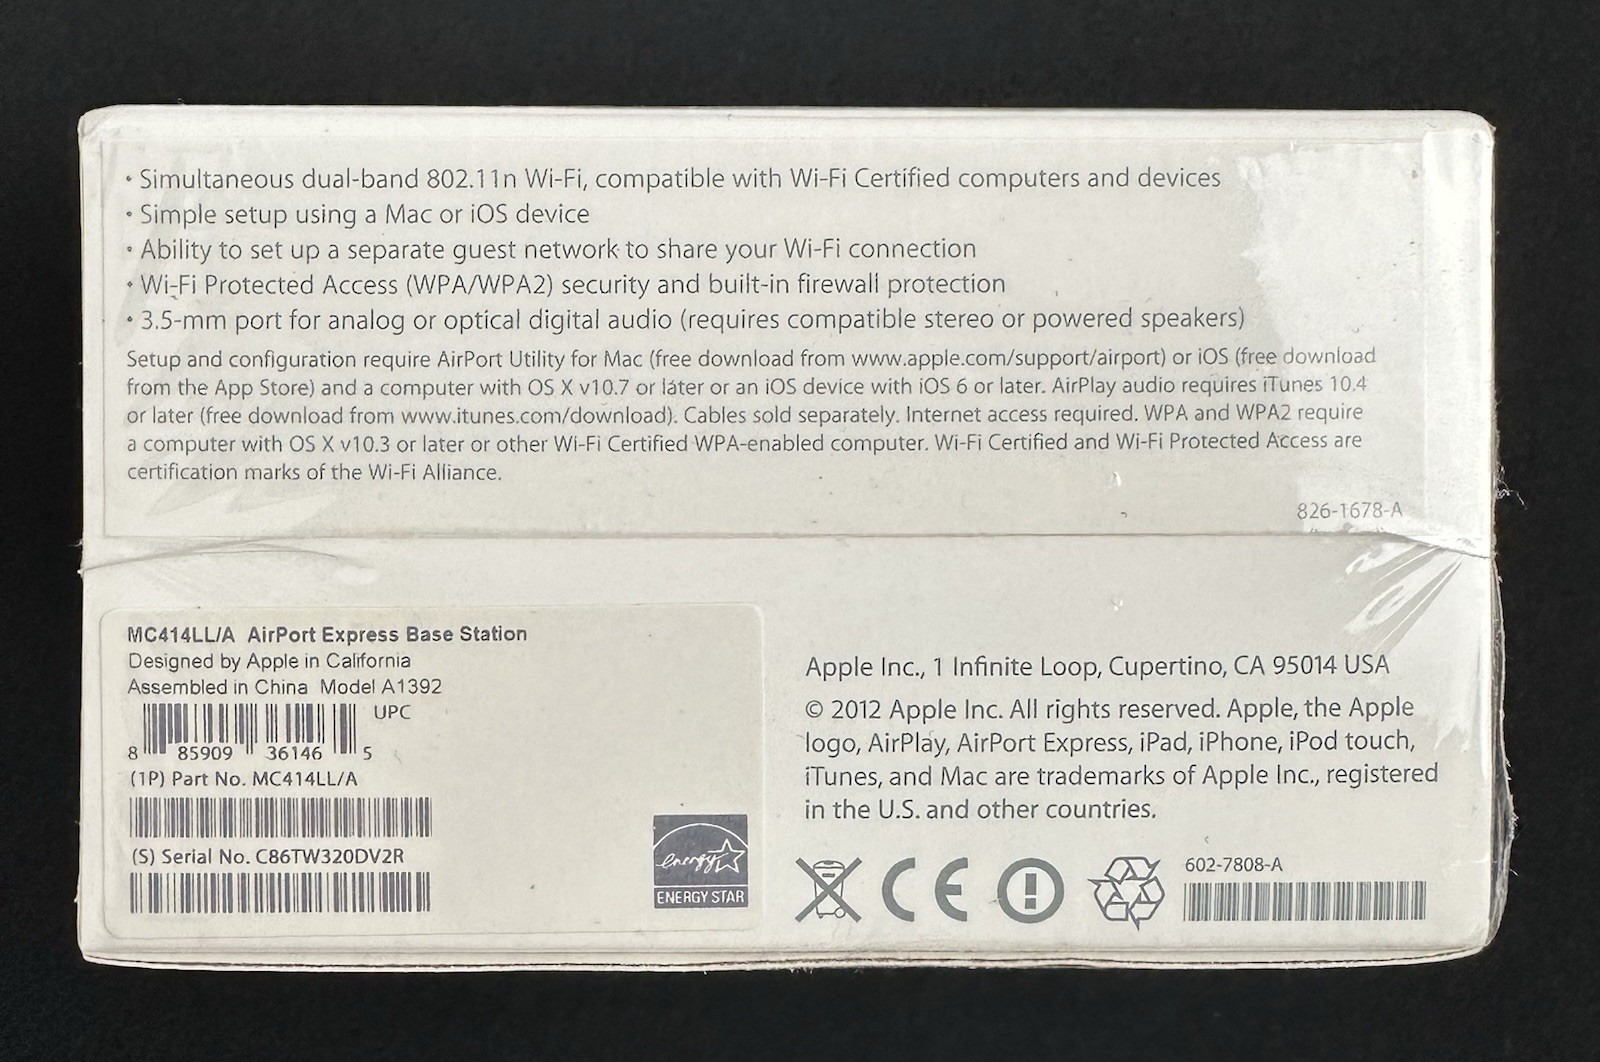 • Simultaneous dual-band 802.11n Wi-Fi, compatible with Wi-Fi Certified computers and devices
• Simple setup using a Mac or iOS device
• Ability to set up a separate guest network to share your Wi-Fi connection
• Wi-Fi Protected Access (WPA/WPA2) security and built-in firewall protection
• 3.5-mm port for analog or optical digital audio (requires compatible stereo or powered speakers)
Setup and configuration require AirPort Utility for Mac (free download from www.apple.com/support/airport) or iOS (free download
from the App Store) and a computer with OS X v10.7 or later or an iOS device with iOS 6 or later. AirPlay audio requires iTunes 10.4
or later (free download from www.itunes.com/download). Cables sold separately. Internet access required. WPA and WPA2 require
a computer with OS X v10.3 or later or other Wi-Fi Certified WPA-enabled computer. Wi-Fi Certified and Wi-Fi Protected Access are
certification marks of the Wi-Fi Alliance.
826-1678-A
MC414LL/A AirPort Express Base Station
Designed by Apple in California
Assembled in China Model A1392
UPC
8 85909 36146 5
(1P) Part No. MC414LL/A
(S) Serial No. C86TW320DV2R
energy
ENERGY STAR
Apple Inc., 1 Infinite Loop, Cupertino, CA 95014 USA
© 2012 Apple Inc. All rights reserved. Apple, the Apple
logo, AirPlay, AirPort Express, iPad, iPhone, iPod touch,
iTunes, and Mac are trademarks of Apple Inc., registered
in the U.S. and other countries.
CE
602-7808-A